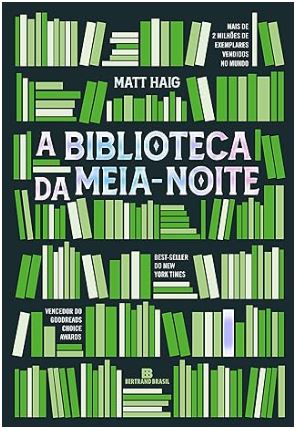 MAIS DE
2 MILHÕES DE
EXEMPLARES
VENDIDOS
NO MUNDO
MATT HAIG
A BIBLIOTECA
DA MEIA-NOITE
BEST-SELLER
DO NEW
YORK TIMES
VENCEDOR DO
GOODREADS
CHOICE
AWARDS
BB
BERTRAND BRASIL